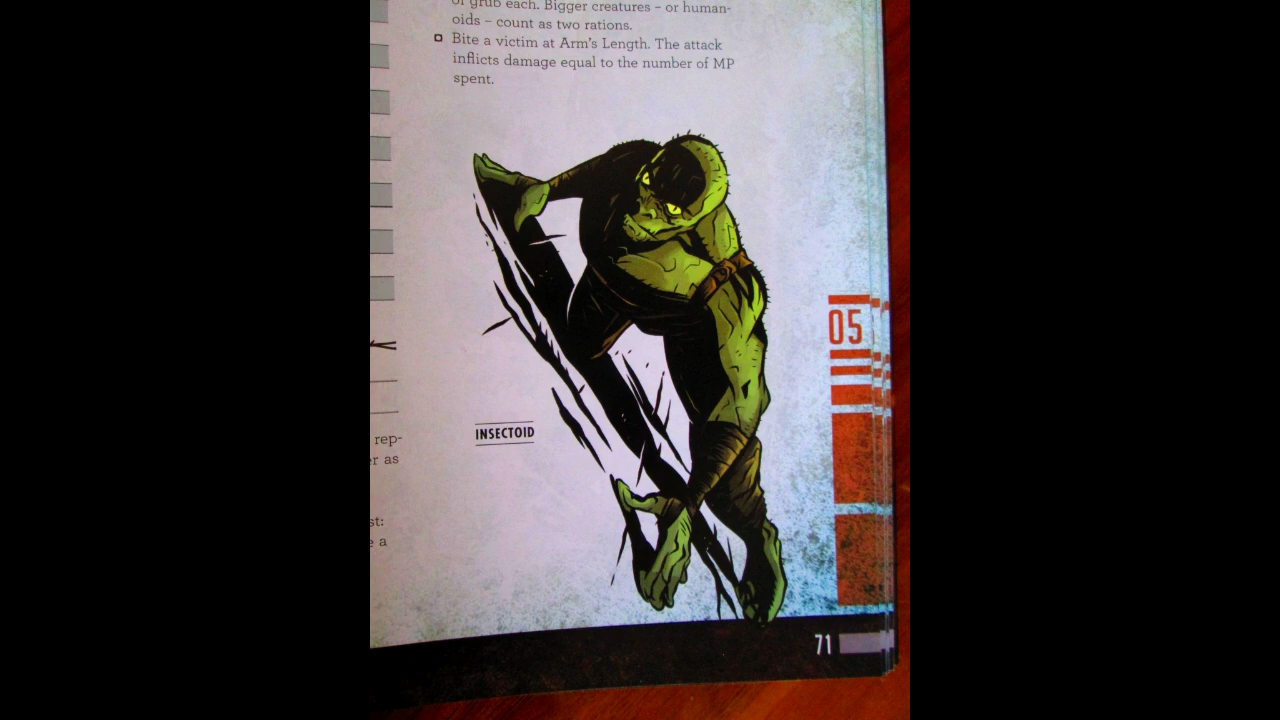 of grub each. Bigger creatures – or human-
oids – count as two rations.
Bite a victim at Arm's Length. The attack
inflicts damage equal to the number of MP
spent.
INSECTOID
rep-
er as
st:
e a
05
71